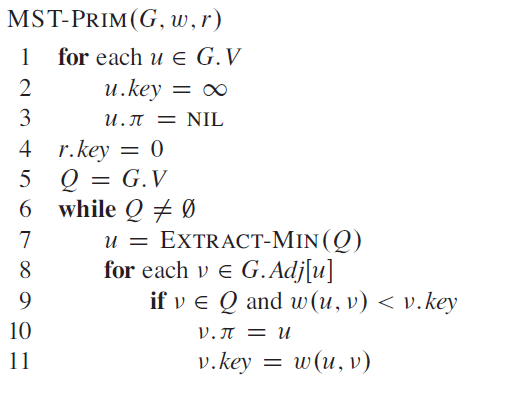 MST-PRIM(G, w, r)
1 for each u ∈ G.V
2 u.key = ∞
3 u.π = NIL
4 r.key = 0
5 Q = G.V
6 while Q ≠ Ø
7 u = EXTRACT-MIN(Q)
8 for each v ∈ G.Adj[u]
9 if v ∈ Q and w(u, v) < v.key
10 v.π = u
11 v.key = w(u, v)